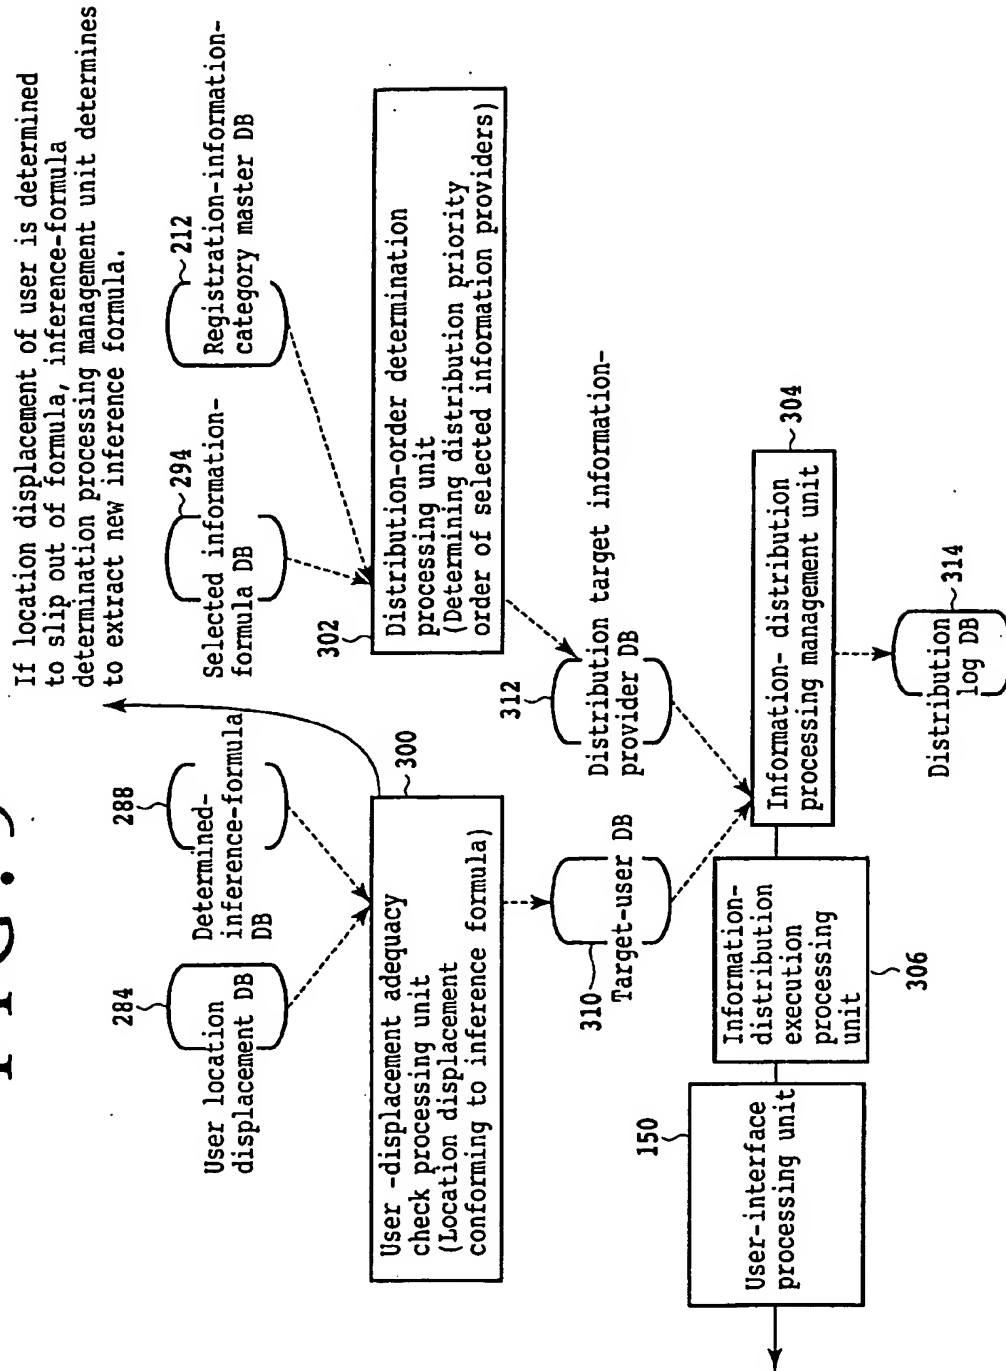 If location displacement of user is determined
to slip out of formula, inference-formula
determination processing management unit determines
to extract new inference formula.
284
User location
displacement DB
288
Determined-
inference-formula
DB
294
Selected information-
formula DB
212
Registration-information-
category master DB
300
User -displacement adequacy
check processing unit
(Location displacement
conforming to inference formula)
302
Distribution-order determination
processing unit
(Determining distribution priority
order of selected information providers)
310
Target-user DB
312
Distribution target information-
provider DB
150
User-interface
processing unit
Information-
distribution
execution
processing
unit
306
Information- distribution
processing management unit
304
314
Distribution
log DB